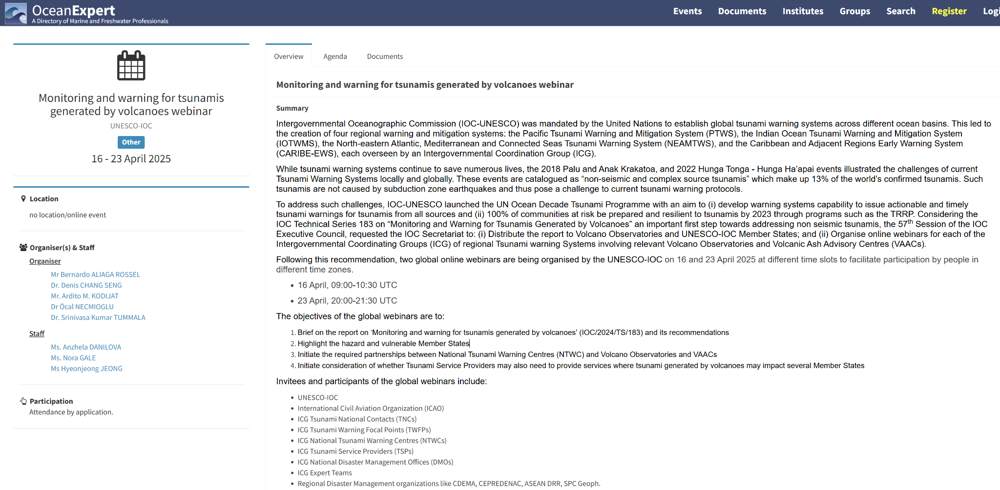 OceanExpert
A Directory of Marine and Freshwater Professionals
Events Documents Institutes Groups Search Register Logi
Monitoring and warning for tsunamis
generated by volcanoes webinar
UNESCO-IOC
Other
16 - 23 April 2025
Location
no location/online event
Organiser(s) & Staff
Organiser
Mr Bernardo ALIAGA ROSSEL
Dr. Denis CHANG SENG
Mr. Ardito M. KODIJAT
Dr Öcal NECMIOGLU
Dr. Srinivasa Kumar TUMMALA
Staff
Ms. Anzhela DANILOVA
Ms. Nora GALE
Ms Hyeonjeong JEONG
Participation
Attendance by application.
Overview Agenda Documents
Monitoring and warning for tsunamis generated by volcanoes webinar
Summary
Intergovernmental Oceanographic Commission (IOC-UNESCO) was mandated by the United Nations to establish global tsunami warning systems across different ocean basins. This led to
the creation of four regional warning and mitigation systems: the Pacific Tsunami Warning and Mitigation System (PTWS), the Indian Ocean Tsunami Warning and Mitigation System
(IOTWMS), the North-eastern Atlantic, Mediterranean and Connected Seas Tsunami Warning System (NEAMTWS), and the Caribbean and Adjacent Regions Early Warning System
(CARIBE-EWS), each overseen by an Intergovernmental Coordination Group (ICG).
While tsunami warning systems continue to save numerous lives, the 2018 Palu and Anak Krakatoa, and 2022 Hunga Tonga - Hunga Ha’apai events illustrated the challenges of current
Tsunami Warning Systems locally and globally. These events are catalogued as “non-seismic and complex source tsunamis” which make up 13% of the world’s confirmed tsunamis. Such
tsunamis are not caused by subduction zone earthquakes and thus pose a challenge to current tsunami warning protocols.
To address such challenges, IOC-UNESCO launched the UN Ocean Decade Tsunami Programme with an aim to (i) develop warning systems capability to issue actionable and timely
tsunami warnings for tsunamis from all sources and (ii) 100% of communities at risk be prepared and resilient to tsunamis by 2023 through programs such as the TRRP. Considering the
IOC Technical Series 183 on “Monitoring and Warning for Tsunamis Generated by Volcanoes” an important first step towards addressing non seismic tsunamis, the 57th Session of the IOC
Executive Council, requested the IOC Secretariat to: (i) Distribute the report to Volcano Observatories and UNESCO-IOC Member States; and (ii) Organise online webinars for each of the
Intergovernmental Coordinating Groups (ICG) of regional Tsunami warning Systems involving relevant Volcano Observatories and Volcanic Ash Advisory Centres (VAACs).
Following this recommendation, two global online webinars are being organised by the UNESCO-IOC on 16 and 23 April 2025 at different time slots to facilitate participation by people in
different time zones.
• 16 April, 09:00-10:30 UTC
• 23 April, 20:00-21:30 UTC
The objectives of the global webinars are to:
1. Brief on the report on ‘Monitoring and warning for tsunamis generated by volcanoes’ (IOC/2024/TS/183) and its recommendations
2. Highlight the hazard and vulnerable Member States
3. Initiate the required partnerships between National Tsunami Warning Centres (NTWC) and Volcano Observatories and VAACs
4. Initiate consideration of whether Tsunami Service Providers may also need to provide services where tsunami generated by volcanoes may impact several Member States
Invitees and participants of the global webinars include:
• UNESCO-IOC
• International Civil Aviation Organization (ICAO)
• ICG Tsunami National Contacts (TNCs)
• ICG Tsunami Warning Focal Points (TWFPs)
• ICG National Tsunami Warning Centres (NTWCs)
• ICG Tsunami Service Providers (TSPs)
• ICG National Disaster Management Offices (DMOs)
• ICG Expert Teams
• Regional Disaster Management organizations like CDEMA, CEPREDENAC, ASEAN DRR, SPC Geoph.